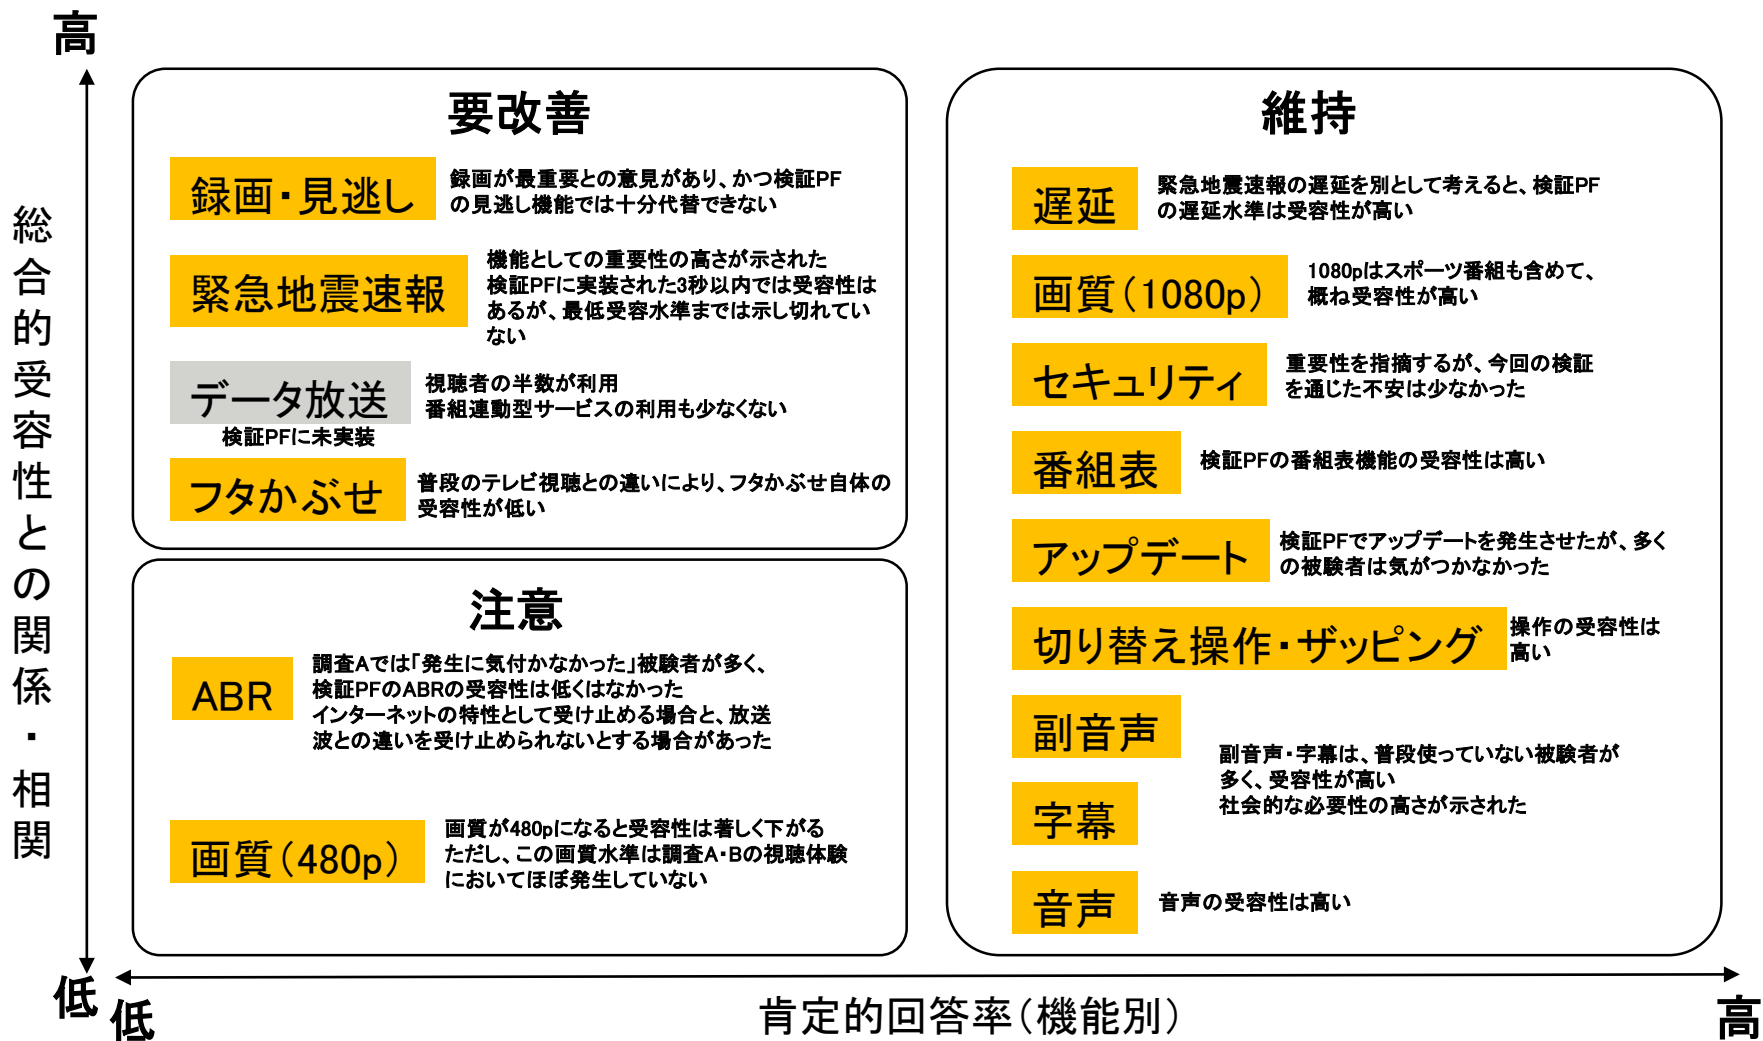 高
総合的受容性との関係・相関
低
要改善
録画・見逃し
録画が最重要との意見があり、かつ検証PF
の見逃し機能では十分代替できない
緊急地震速報
機能としての重要性の高さが示された
検証PFに実装された3秒以内では受容性は
あるが、最低受容水準までは示し切れてい
ない
データ放送
検証PFに未実装
視聴者の半数が利用
番組連動型サービスの利用も少なくない
フタかぶせ
普段のテレビ視聴との違いにより、フタかぶせ自体の
受容性が低い
注意
ABR
調査Aでは「発生に気付かなかった」被験者が多く、
検証PFのABRの受容性は低くはなかった
インターネットの特性として受け止める場合と、放送
波との違いを受け止められないとする場合があった
画質(480p)
画質が480pになると受容性は著しく下がる
ただし、この画質水準は調査A・Bの視聴体験
においてほぼ発生していない
維持
遅延
緊急地震速報の遅延を別として考えると、検証PF
の遅延水準は受容性が高い
画質(1080p)
1080pはスポーツ番組も含めて、
概ね受容性が高い
セキュリティ
重要性を指摘するが、今回の検証
を通じた不安は少なかった
番組表
検証PFの番組表機能の受容性は高い
アップデート
検証PFでアップデートを発生させたが、多く
の被験者は気がつかなかった
切り替え操作・ザッピング
操作の受容性は
高い
副音声
字幕
副音声・字幕は、普段使っていない被験者が
多く、受容性が高い
社会的な必要性の高さが示された
音声
音声の受容性は高い
低
肯定的回答率(機能別)
高